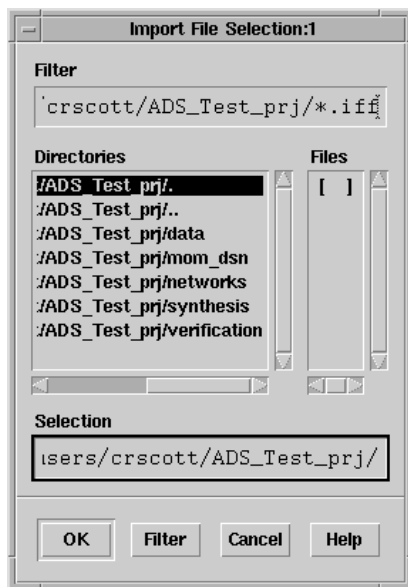 Import File Selection:1
Filter
crscott/ADS_Test_prj/*.iff
Directories
Files
:/ADS_Test_prj/.
:/ADS_Test_prj/..
:/ADS_Test_prj/data
:/ADS_Test_prj/mom_dsn
:/ADS_Test_prj/networks
:/ADS_Test_prj/synthesis
:/ADS_Test_prj/verification
[ ]
Selection
users/crscott/ADS_Test_prj/
OK
Filter
Cancel
Help